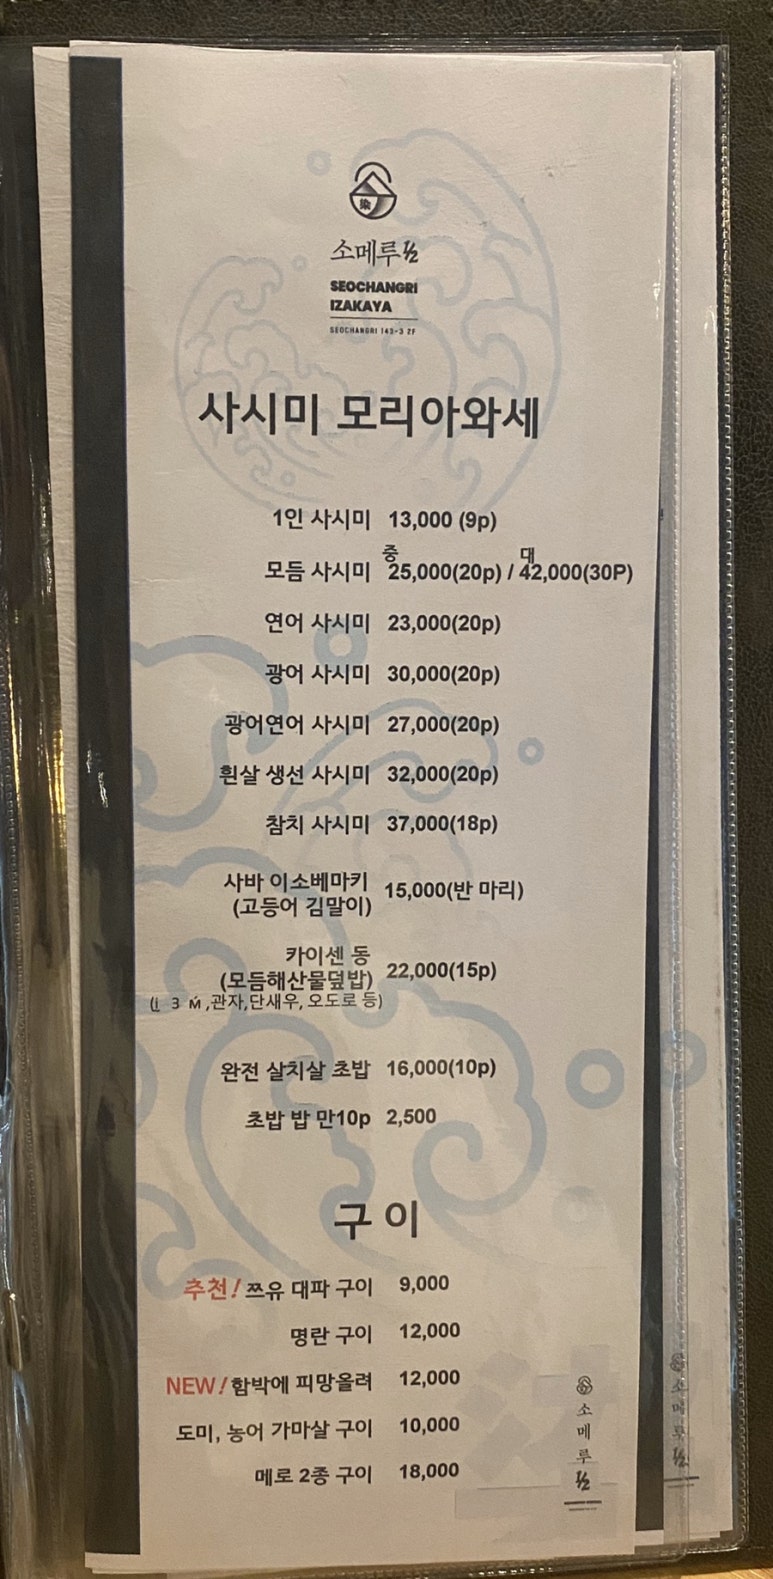 소메루 1/2
SEOCHANGRI
IZAKAYA
SEOCHANGRI 149-3 2F
사시미 모리아와세
1인 사시미 13,000 (9p)
중 대
모듬 사시미 25,000(20p) / 42,000(30P)
연어 사시미 23,000(20p)
광어 사시미 30,000(20p)
광어연어 사시미 27,000(20p)
흰살 생선 사시미 32,000(20p)
참치 사시미 37,000(18p)
사바 이소베마키 15,000(반 마리)
(고등어 김말이)
카이센 동
(모듬해산물덮밥) 22,000(15p)
,관자,단새우, 오도로 등)
완전 살치살 초밥 16,000(10p)
초밥 밥 만10p 2,500
구이
추천! 쯔유 대파 구이 9,000
명란 구이 12,000
NEW! 함박에 피망올려 12,000
도미, 농어 가마살 구이 10,000
메로 2종 구이 18,000
소메루 1/2
소메루 1/2